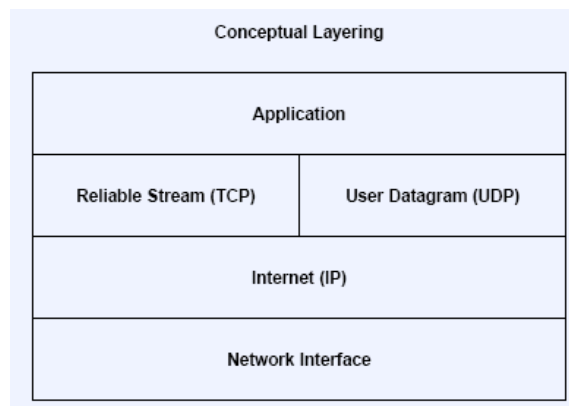 Conceptual Layering
Application
Reliable Stream (TCP)
User Datagram (UDP)
Internet (IP)
Network Interface